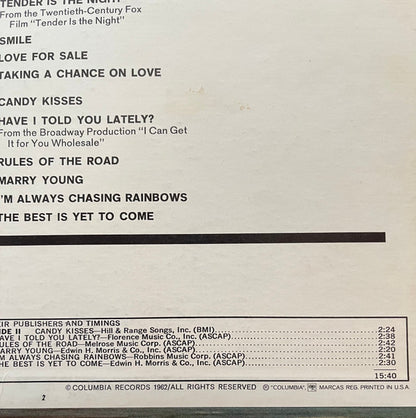 TENDER IS THE NIGHT
From the Twentieth-Century Fox
Film "Tender Is the Night"
SMILE
LOVE FOR SALE
TAKING A CHANCE ON LOVE
CANDY KISSES
HAVE I TOLD YOU LATELY?
From the Broadway Production "I Can Get
It for You Wholesale"
RULES OF THE ROAD
MARRY YOUNG
I'M ALWAYS CHASING RAINBOWS
THE BEST IS YET TO COME
EIR PUBLISHERS AND TIMINGS
IDE II CANDY KISSES—Hill & Range Songs, Inc. (BMI) 2:24
AVE I TOLD YOU LATELY?—Florence Music Co., Inc. (ASCAP) 2:38
ULES OF THE ROAD—Melrose Music Corp. (ASCAP) 2:42
ARRY YOUNG—Edwin H. Morris & Co., Inc. (ASCAP) 2:20
M ALWAYS CHASING RAINBOWS—Robbins Music Corp. (ASCAP) 2:41
HE BEST IS YET TO COME—Edwin H. Morris & Co., Inc. (ASCAP) 2:30
15:40
© COLUMBIA RECORDS 1962/ALL RIGHTS RESERVED ® "COLUMBIA", MARCAS REG. PRINTED IN U.S.A.
2